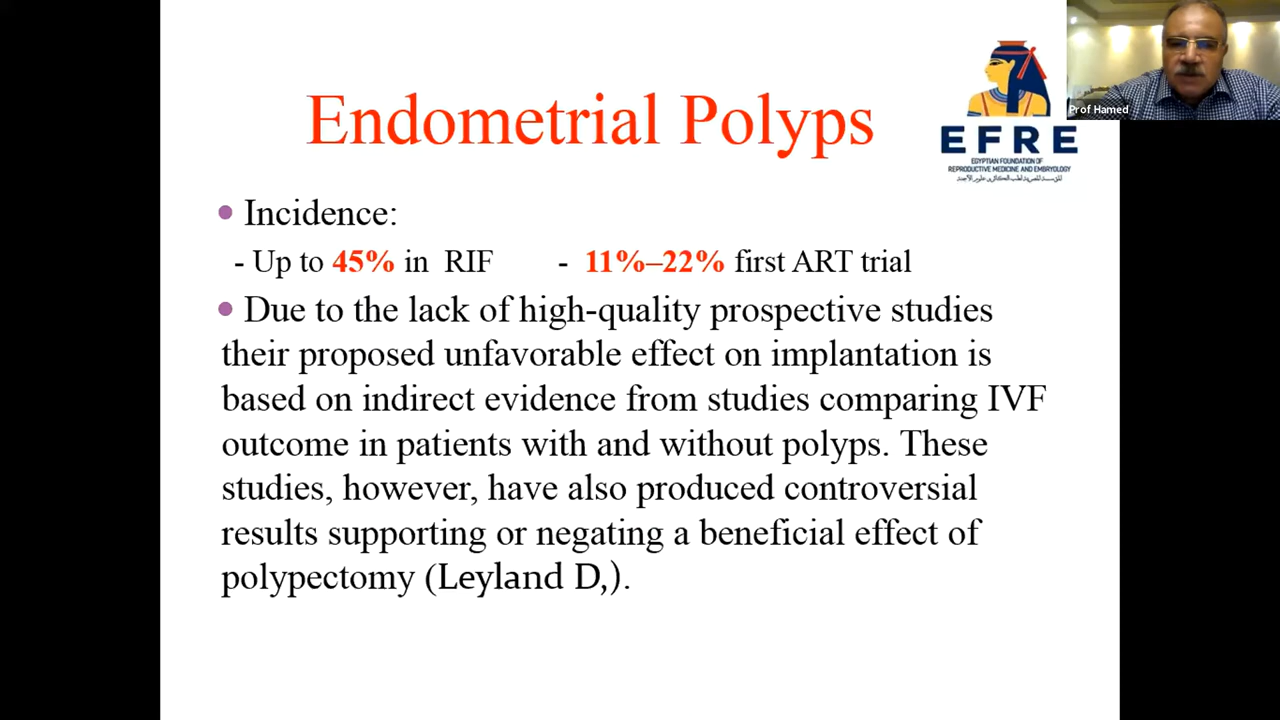 Endometrial Polyps
Prof Hamed
EFRE
EGYPTIAN FOUNDATION OF
REPRODUCTIVE MEDICINE AND EMBRYOLOGY
Incidence:
- Up to 45% in RIF - 11%–22% first ART trial
Due to the lack of high-quality prospective studies
their proposed unfavorable effect on implantation is
based on indirect evidence from studies comparing IVF
outcome in patients with and without polyps. These
studies, however, have also produced controversial
results supporting or negating a beneficial effect of
polypectomy (Leyland D,).